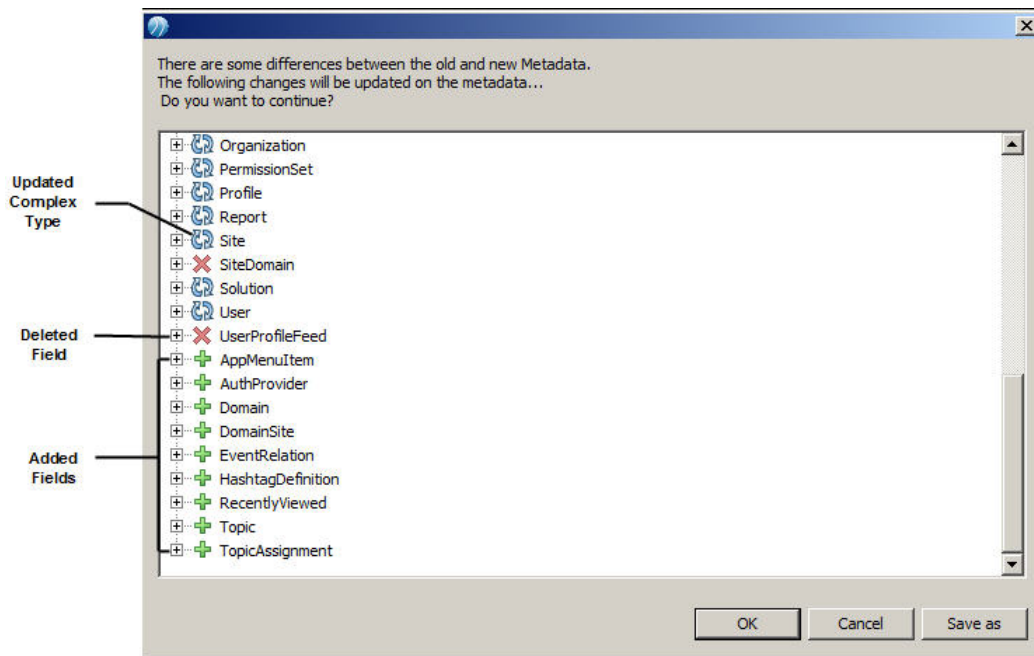 There are some differences between the old and new Metadata.
The following changes will be updated on the metadata...
Do you want to continue?
Organization
PermissionSet
Profile
Report
Site
SiteDomain
Solution
User
UserProfileFeed
AppMenuItem
AuthProvider
Domain
DomainSite
EventRelation
HashtagDefinition
RecentlyViewed
Topic
TopicAssignment
Updated
Complex
Type
Deleted
Field
Added
Fields
OK
Cancel
Save as